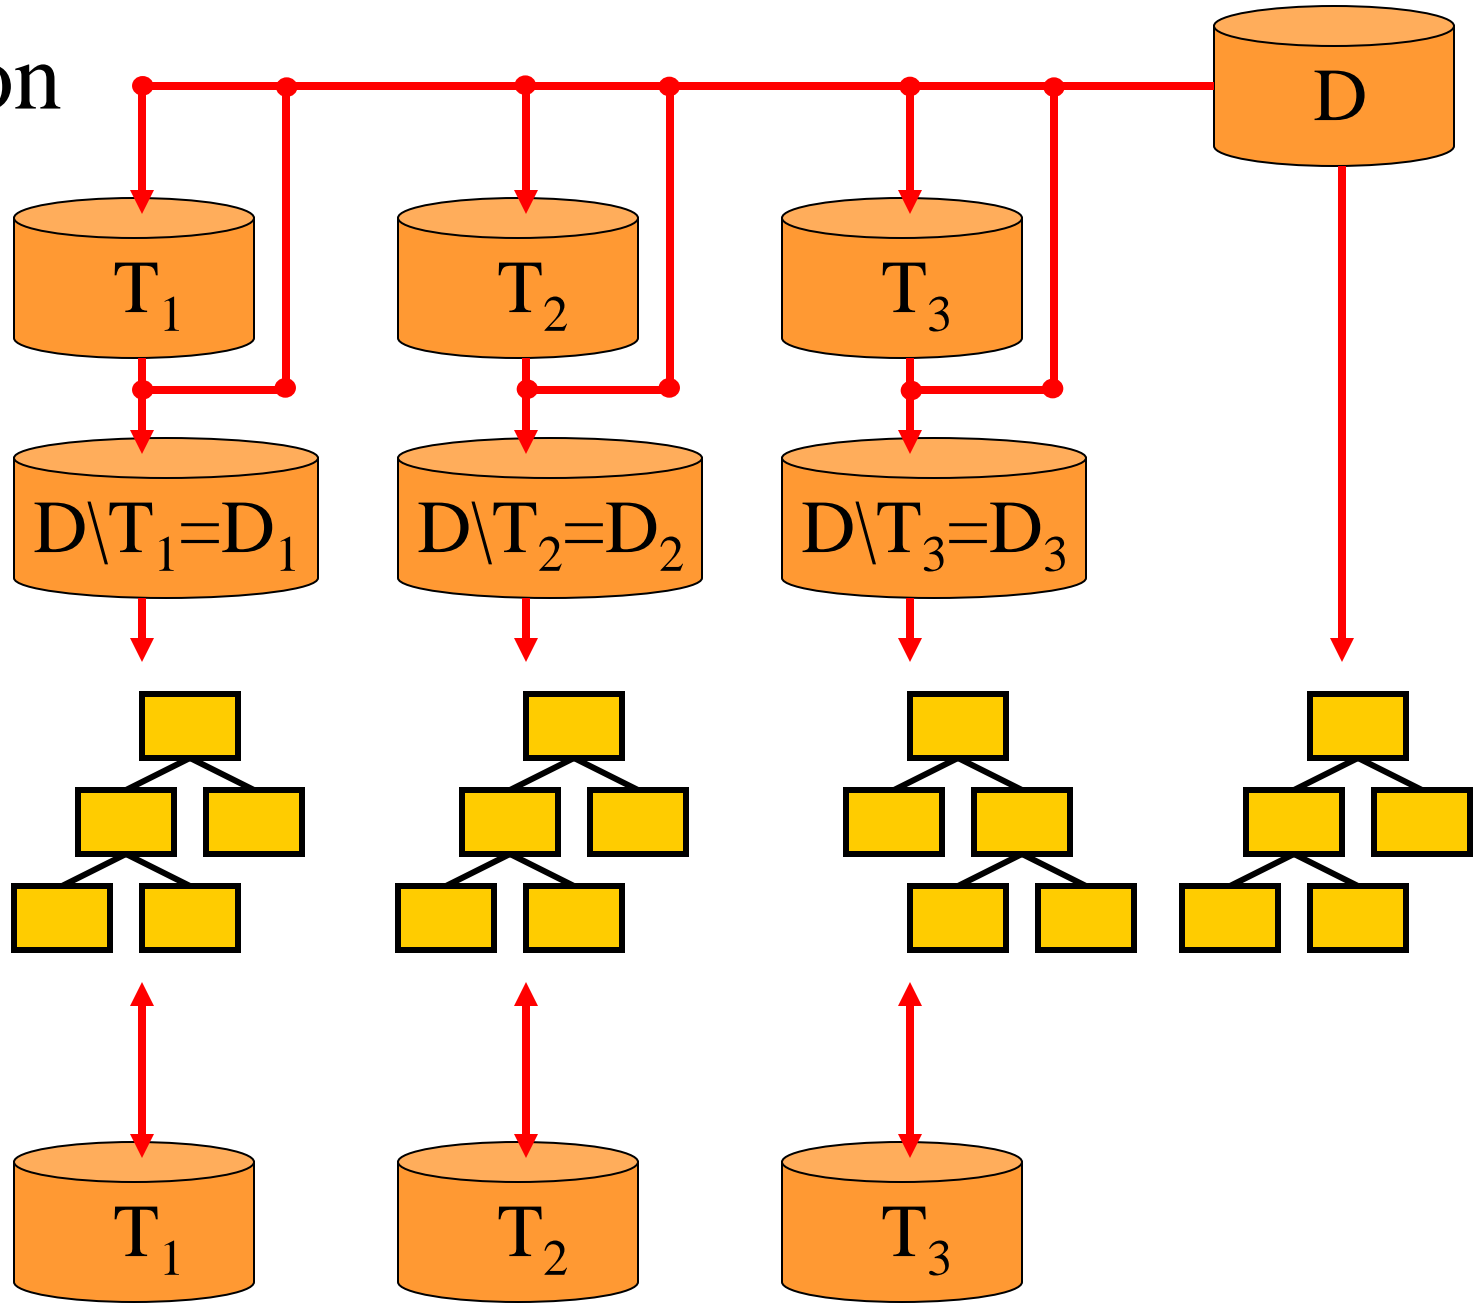 on
D
T₁ T₂ T₃
D\T₁=D₁ D\T₂=D₂ D\T₃=D₃
T₁ T₂ T₃